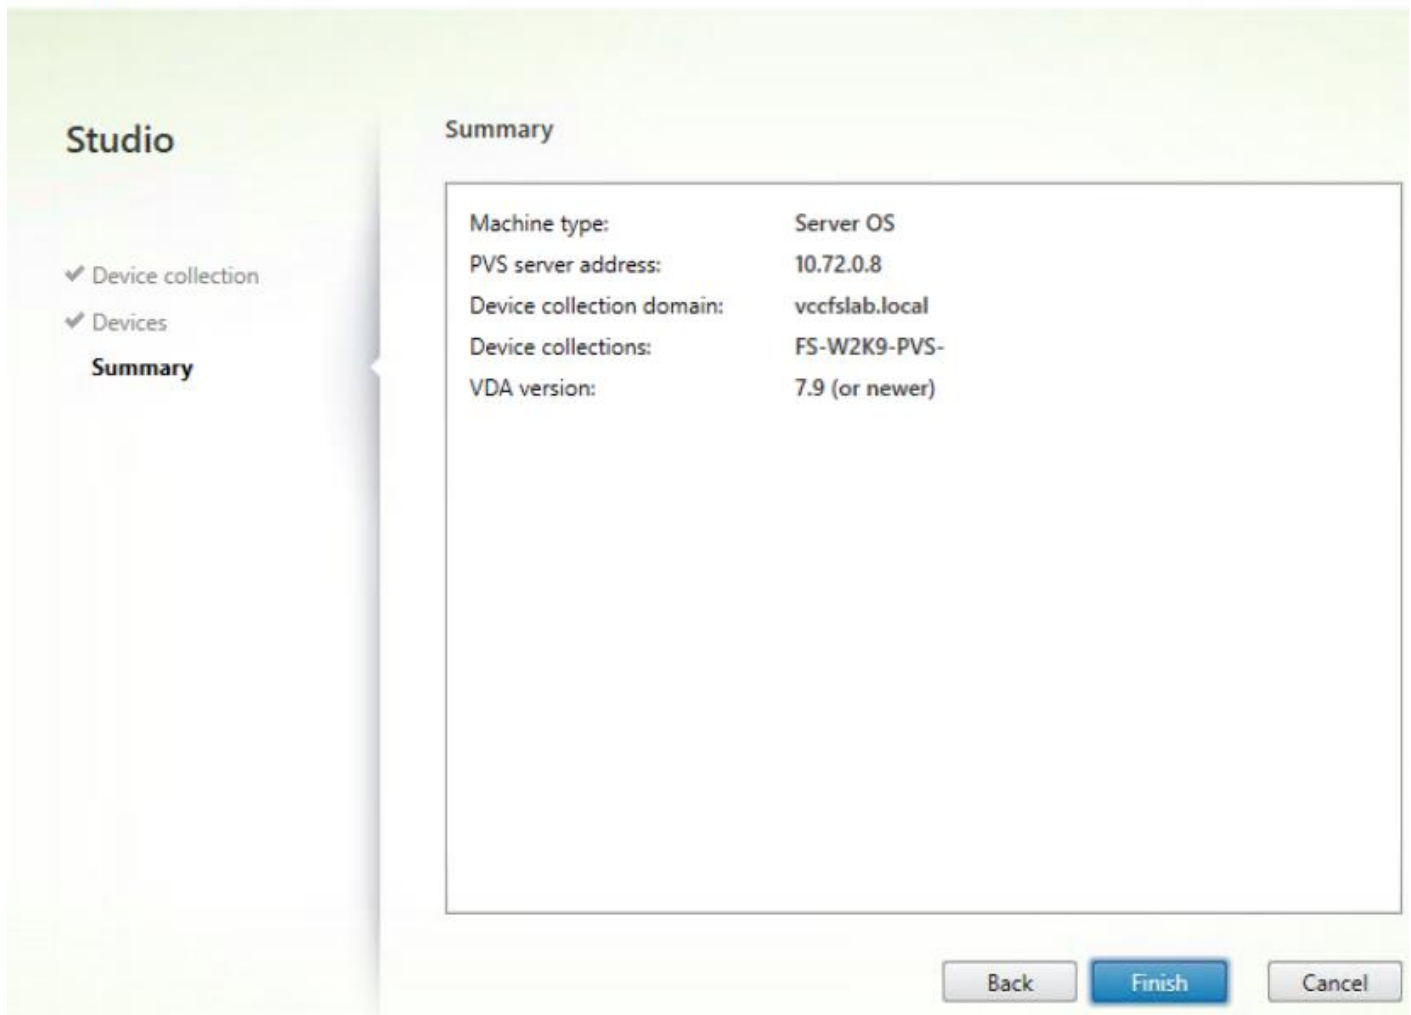 Studio
Device collection
Devices
Summary
Summary
Machine type: Server OS
PVS server address: 10.72.0.8
Device collection domain: vccfslab.local
Device collections: FS-W2K9-PVS-
VDA version: 7.9 (or newer)
Back Finish Cancel